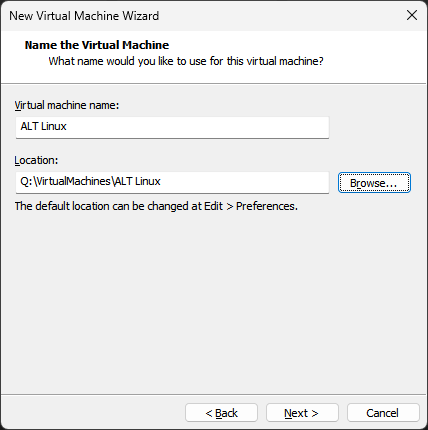 New Virtual Machine Wizard
Name the Virtual Machine
What name would you like to use for this virtual machine?
Virtual machine name:
ALT Linux
Location:
Q:\VirtualMachines\ALT Linux
Browse...
The default location can be changed at Edit > Preferences.
< Back
Next >
Cancel